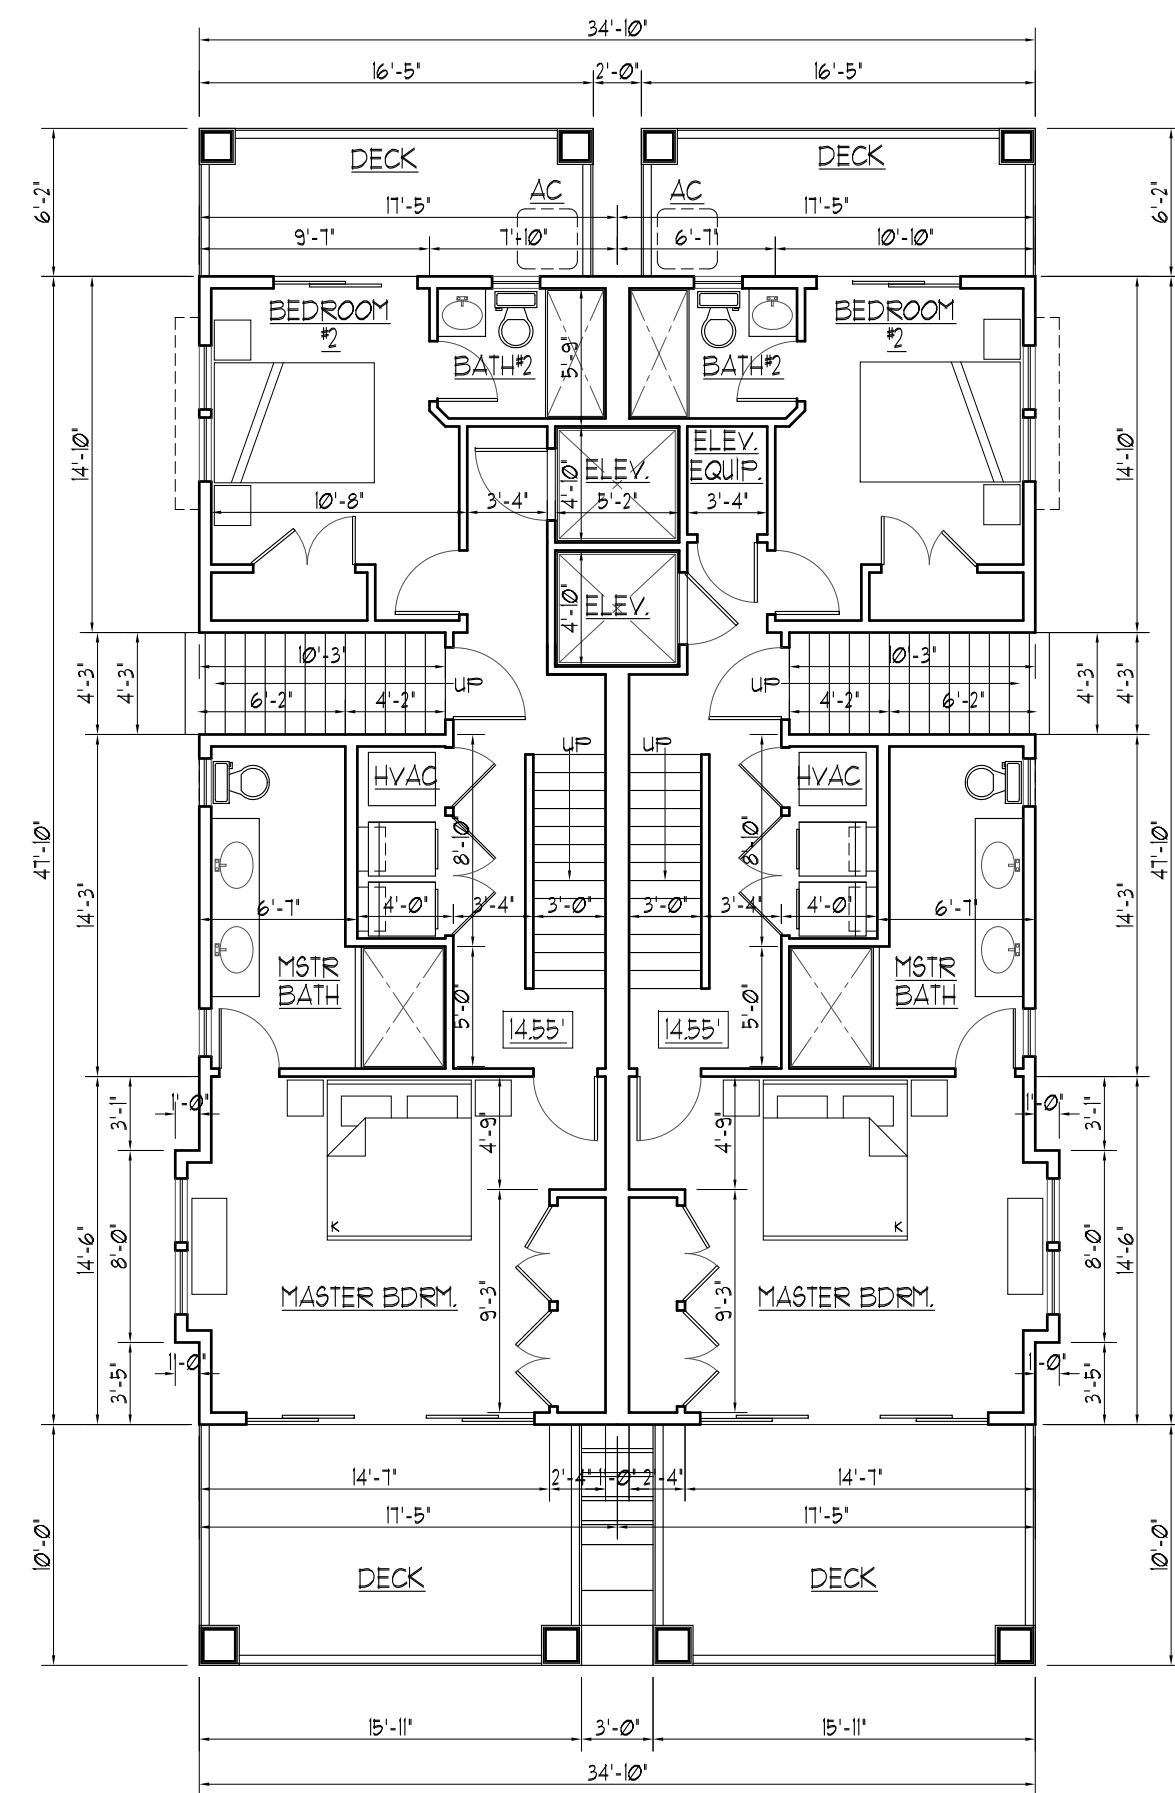 34'-10"
16'-5" 2'-0" 16'-5"
DECK DECK
AC AC
6'-2" 6'-2"
17'-5" 17'-5"
9'-7" 7'-10" 6'-7" 10'-10"
BEDROOM BEDROOM
#2 #2
5'-9"
BATH#2 BATH#2
14'-10" 14'-10"
ELEV. ELEV.
EQUIP.
4'-10"
10'-8" 3'-4" 5'-2" 3'-4"
4'-10" ELEV.
10'-3" 10'-3"
4'-3" 4'-3" 4'-3" 4'-3"
UP UP
6'-2" 4'-2" 4'-2" 6'-2"
UP UP
HVAC HVAC
47'-10" 8'-10" 8'-10" 47'-10"
14'-3" 14'-3"
6'-7" 4'-0" 3'-4" 3'-0" 3'-0" 3'-4" 4'-0" 6'-7"
MSTR MSTR
BATH BATH
5'-0" 5'-0"
14.55' 14.55'
1'-0" 1'-0"
3'-1" 3'-1"
4'-9" 4'-9"
K K
14'-6" 8'-0" 8'-0" 14'-6"
MASTER BDRM. MASTER BDRM.
9'-3" 9'-3"
1'-0" 1'-0"
3'-5" 3'-5"
14'-7" 2'-4" 1'-0" 2'-4" 14'-7"
17'-5" 17'-5"
10'-0" 10'-0"
DECK DECK
15'-11" 3'-0" 15'-11"
34'-10"